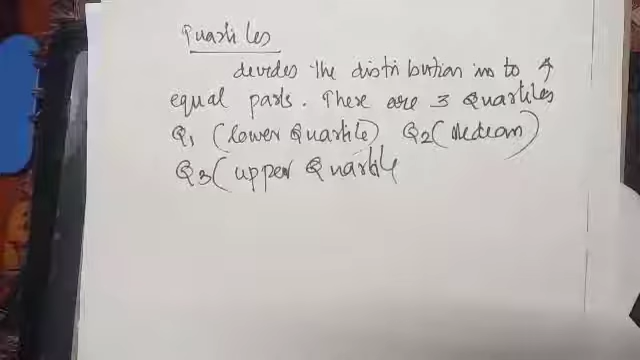 Quartiles
devides the distribution in to 4
equal parts. There are 3 Quartiles
Q1 (lower Quartile) Q2 (Median)
Q3 (upper Quartile